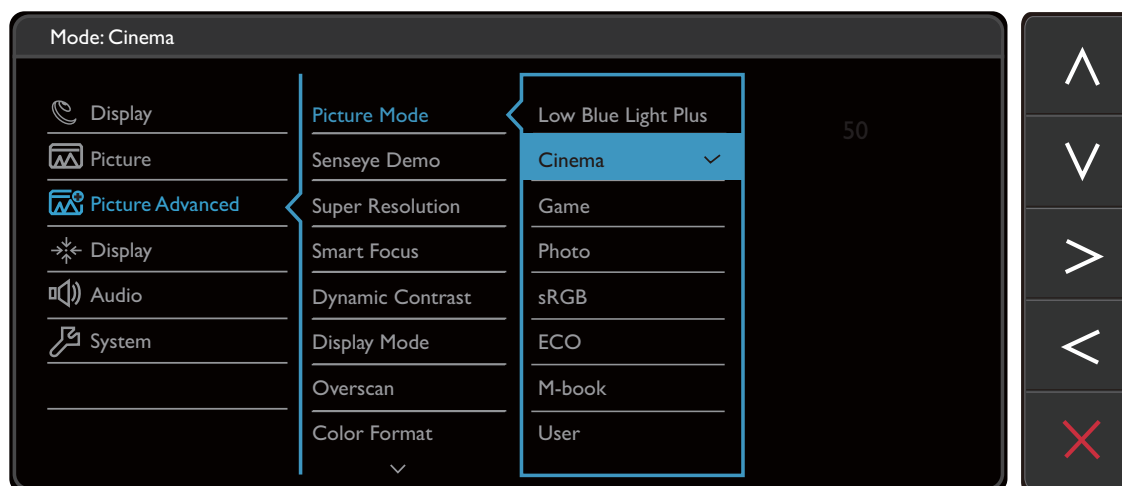 Mode: Cinema
Display
Picture
Picture Advanced
Display
Audio
System
Picture Mode
Senseye Demo
Super Resolution
Smart Focus
Dynamic Contrast
Display Mode
Overscan
Color Format
Low Blue Light Plus
Cinema
Game
Photo
sRGB
ECO
M-book
User
50